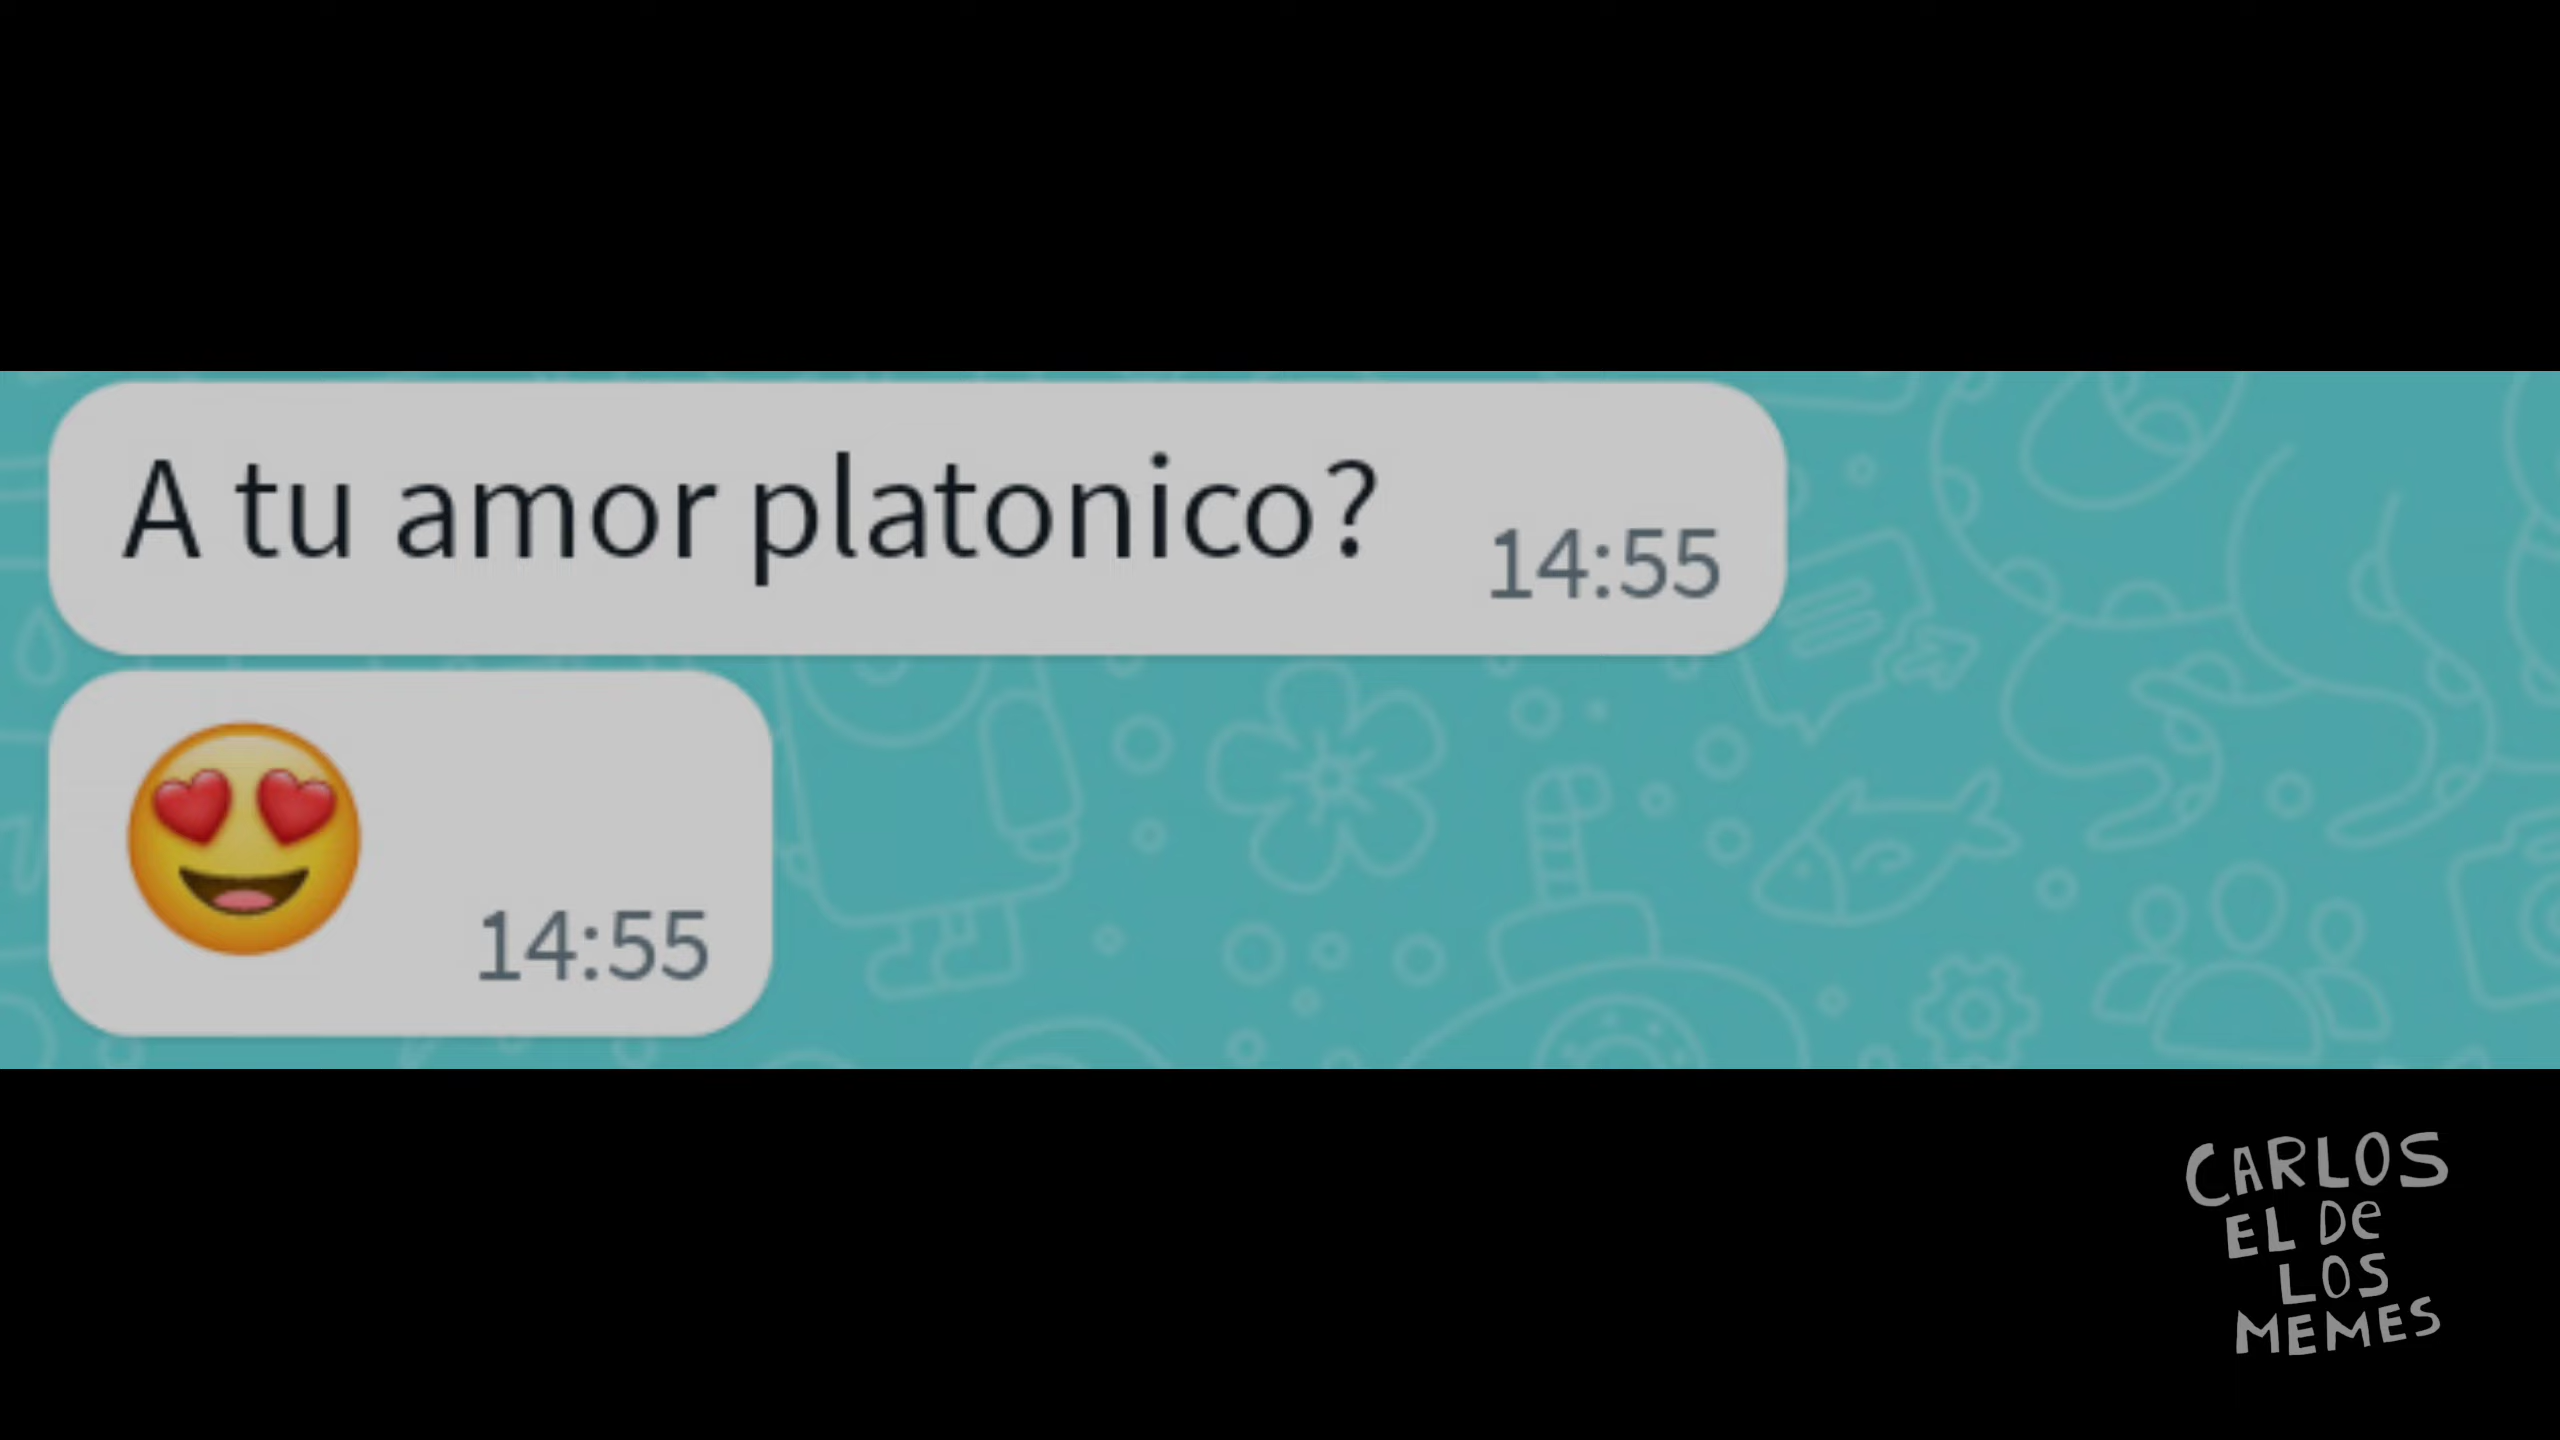 A tu amor platonico?
14:55
😍
14:55
CARLOS
EL De
LOS
MEMES